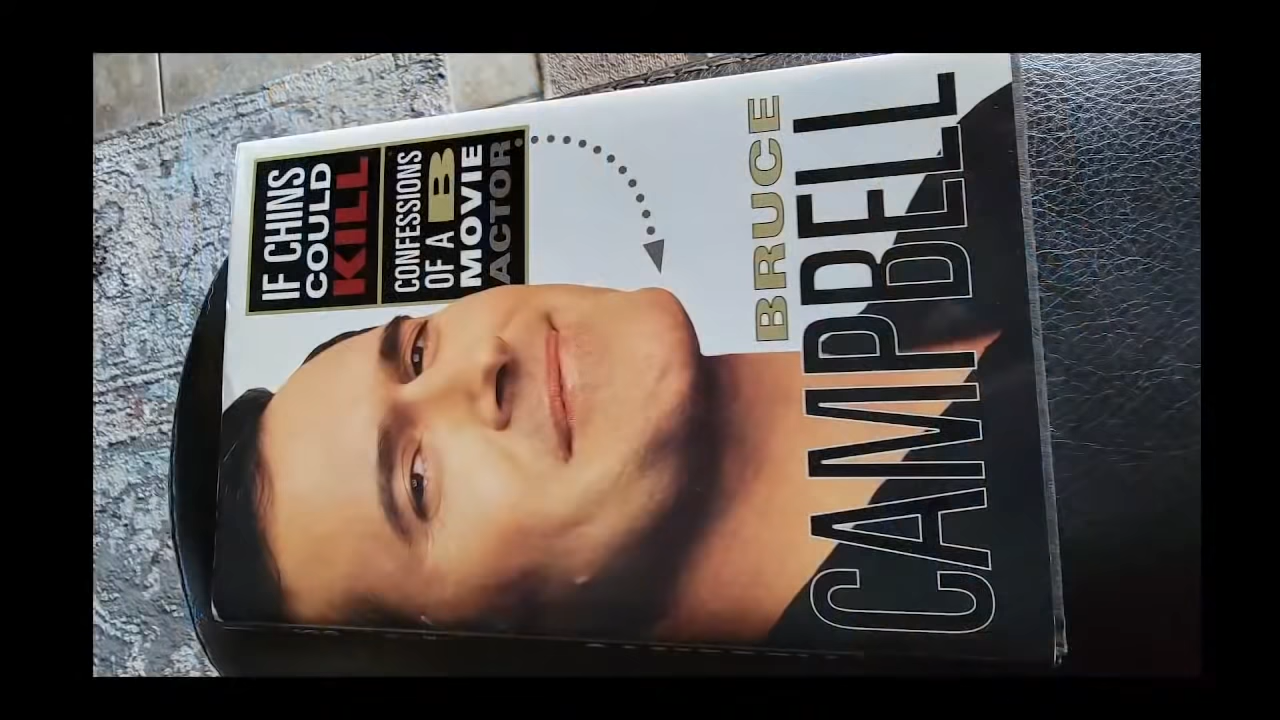 IF CHINS
COULD
KILL
CONFESSIONS
OF A B
MOVIE
ACTOR
BRUCE
CAMPBELL